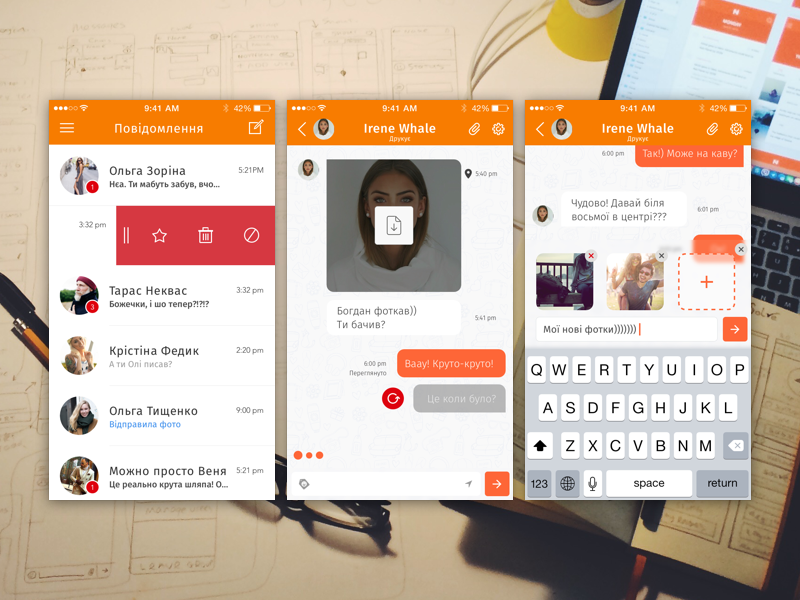 9:41 AM
42%
Повідомлення
Ольга Зоріна
5:21PM
1
Нєа. Ти мабуть забув, вчо...
3:32 pm
Тарас Неквас
3:32 pm
3
Божечки, і шо тепер?!?!?
Крістіна Федик
2:20 pm
А ти Олі писав?
Ольга Тищенко
9:00 pm
Відправила фото
Можно просто Веня
5:21 pm
1
Це реально крута шляпа! О...
9:41 AM
42%
Irene Whale
Друкує
5:40 pm
Богдан фоткав))
Ти бачив?
5:41 pm
6:00 pm
Переглянуто
Ваау! Круто-круто!
Це коли було?
9:41 AM
42%
Irene Whale
Друкує
6:00 pm
Так!) Може на каву?
Чудово! Давай біля
восьмої в центрі???
6:01 pm
Мої нові фотки)))))))
Q W E R T Y U I O P
A S D F G H J K L
Z X C V B N M
123
space
return